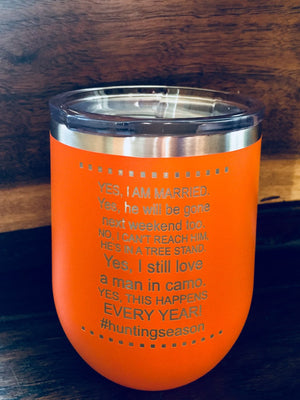 YES, I AM MARRIED.
Yes, he will be gone
next weekend too.
NO, I CAN'T REACH HIM.
HE'S IN A TREE STAND.
Yes, I still love
a man in camo.
YES, THIS HAPPENS
EVERY YEAR!
#huntingseason